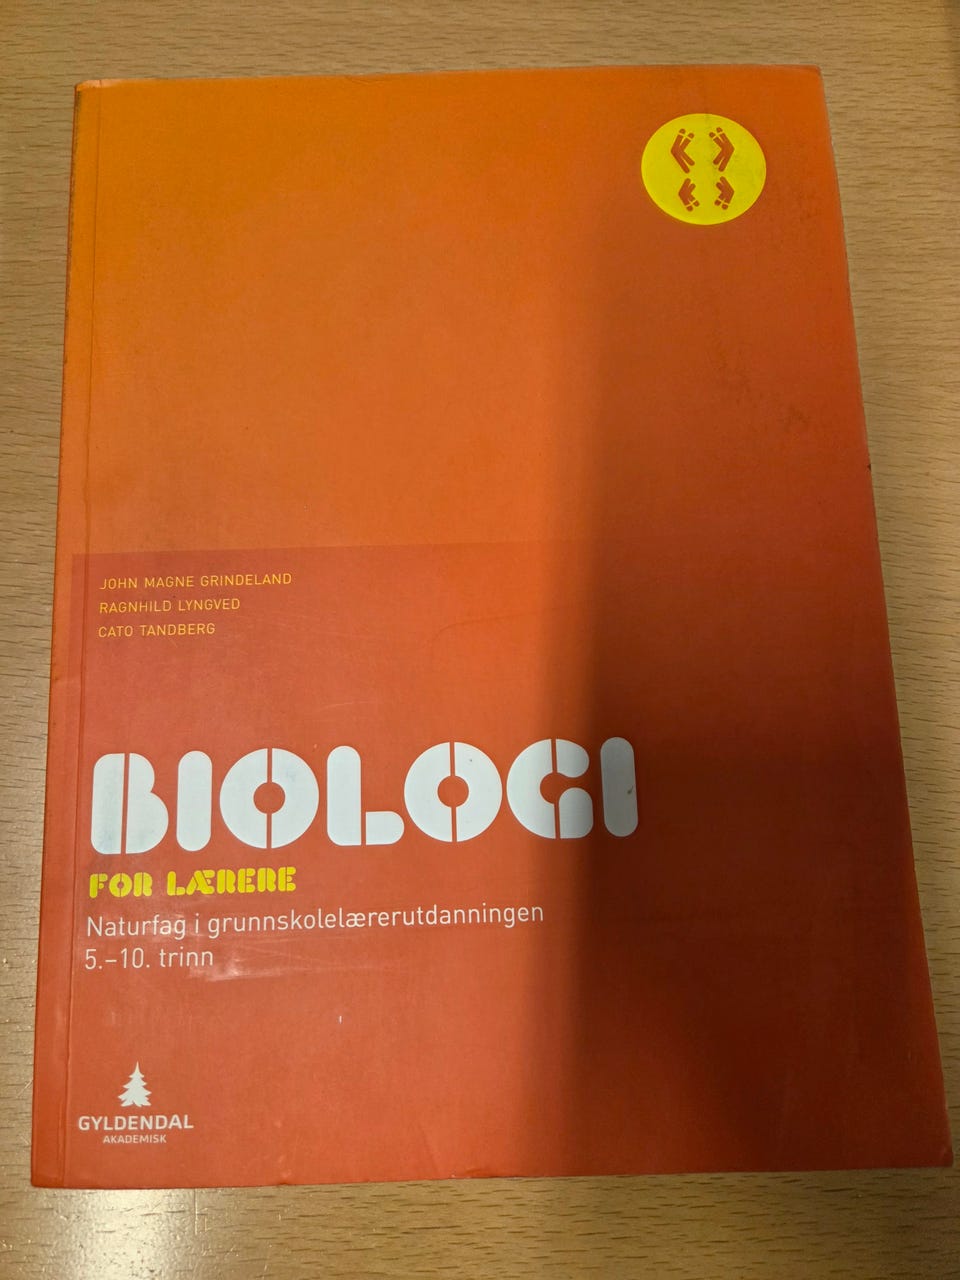 JOHN MAGNE GRINDELAND
RAGNHILD LYNGVED
CATO TANDBERG
BIOLOGI
FOR LÆRERE
Naturfag i grunnskolelærerutdanningen
5.–10. trinn
GYLDENDAL
AKADEMISK